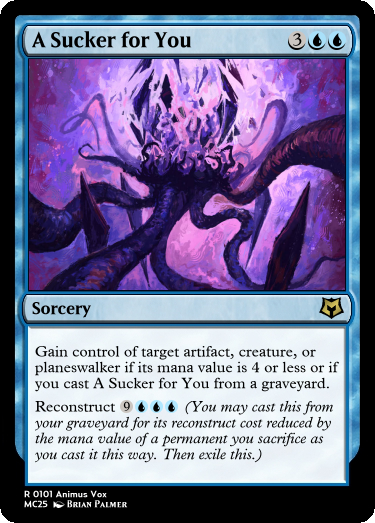 A Sucker for You 3
Sorcery
Gain control of target artifact, creature, or
planeswalker if its mana value is 4 or less or if
you cast A Sucker for You from a graveyard.
Reconstruct 9 (You may cast this from
your graveyard for its reconstruct cost reduced by
the mana value of a permanent you sacrifice as
you cast it this way. Then exile this.)
R 0101 Animus Vox
MC25 Brian Palmer